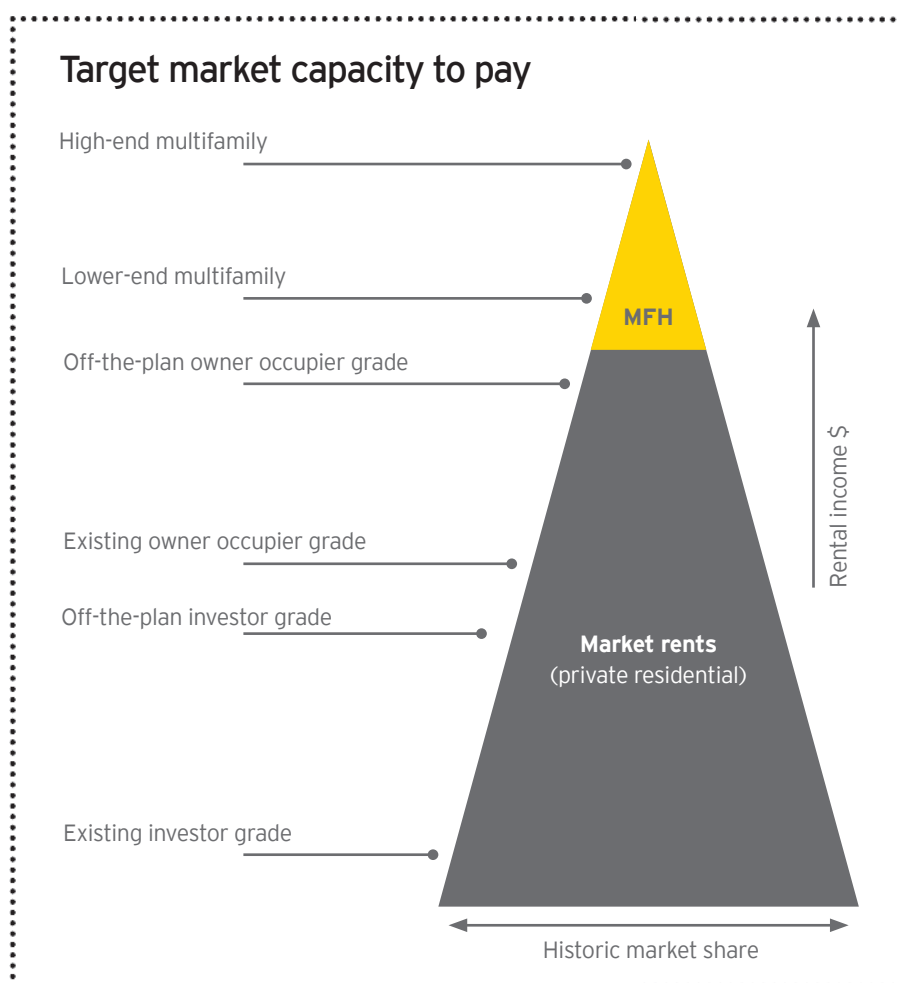 Target market capacity to pay
High-end multifamily
Lower-end multifamily
MFH
Off-the-plan owner occupier grade
Rental income $
Existing owner occupier grade
Off-the-plan investor grade
Market rents
(private residential)
Existing investor grade
Historic market share